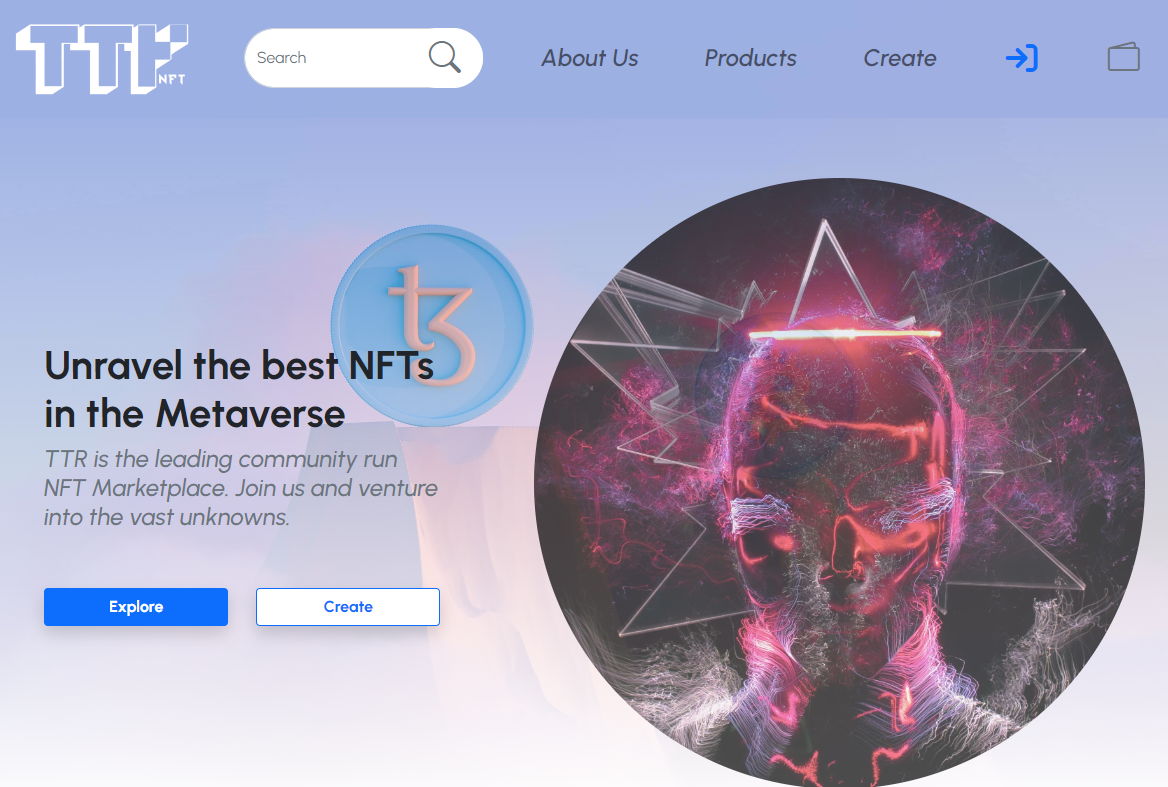 TTR NFT
Search
About Us
Products
Create
Unravel the best NFTs
in the Metaverse
TTR is the leading community run
NFT Marketplace. Join us and venture
into the vast unknowns.
Explore
Create